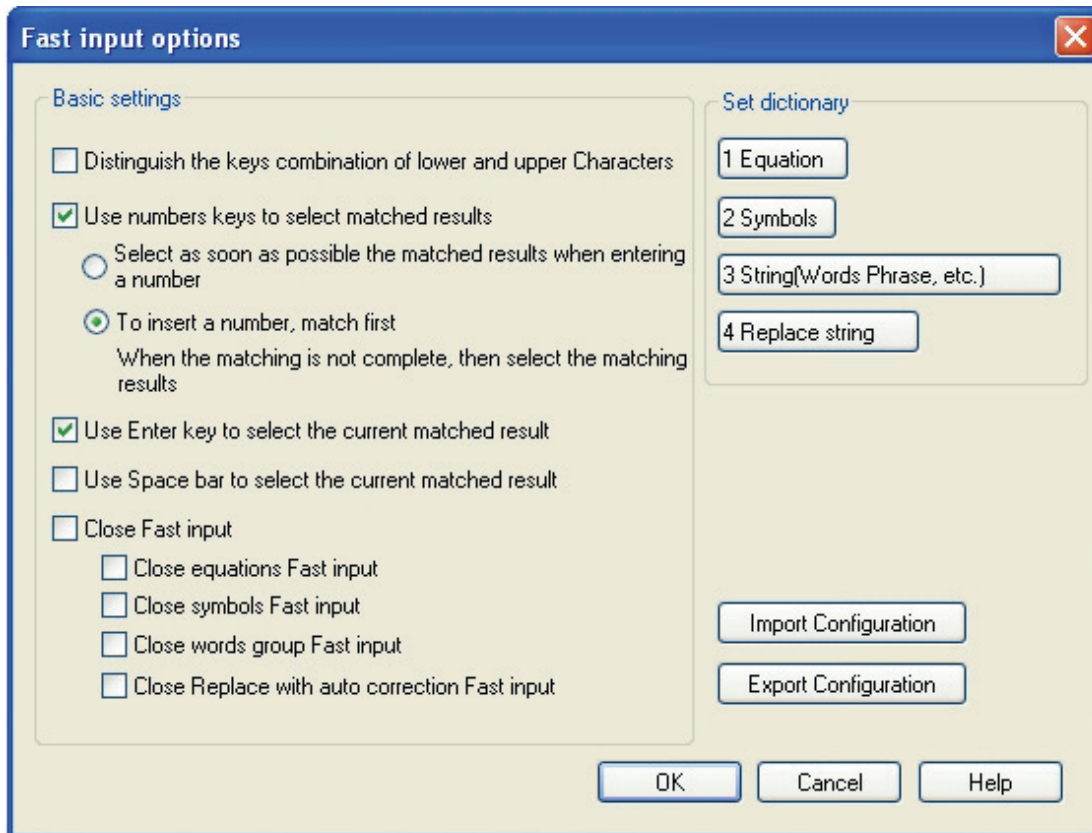 Fast input options
Basic settings
Distinguish the keys combination of lower and upper Characters
Use numbers keys to select matched results
Select as soon as possible the matched results when entering
a number
To insert a number, match first
When the matching is not complete, then select the matching
results
Use Enter key to select the current matched result
Use Space bar to select the current matched result
Close Fast input
Close equations Fast input
Close symbols Fast input
Close words group Fast input
Close Replace with auto correction Fast input
Set dictionary
1 Equation
2 Symbols
3 String(Words Phrase, etc.)
4 Replace string
Import Configuration
Export Configuration
OK
Cancel
Help